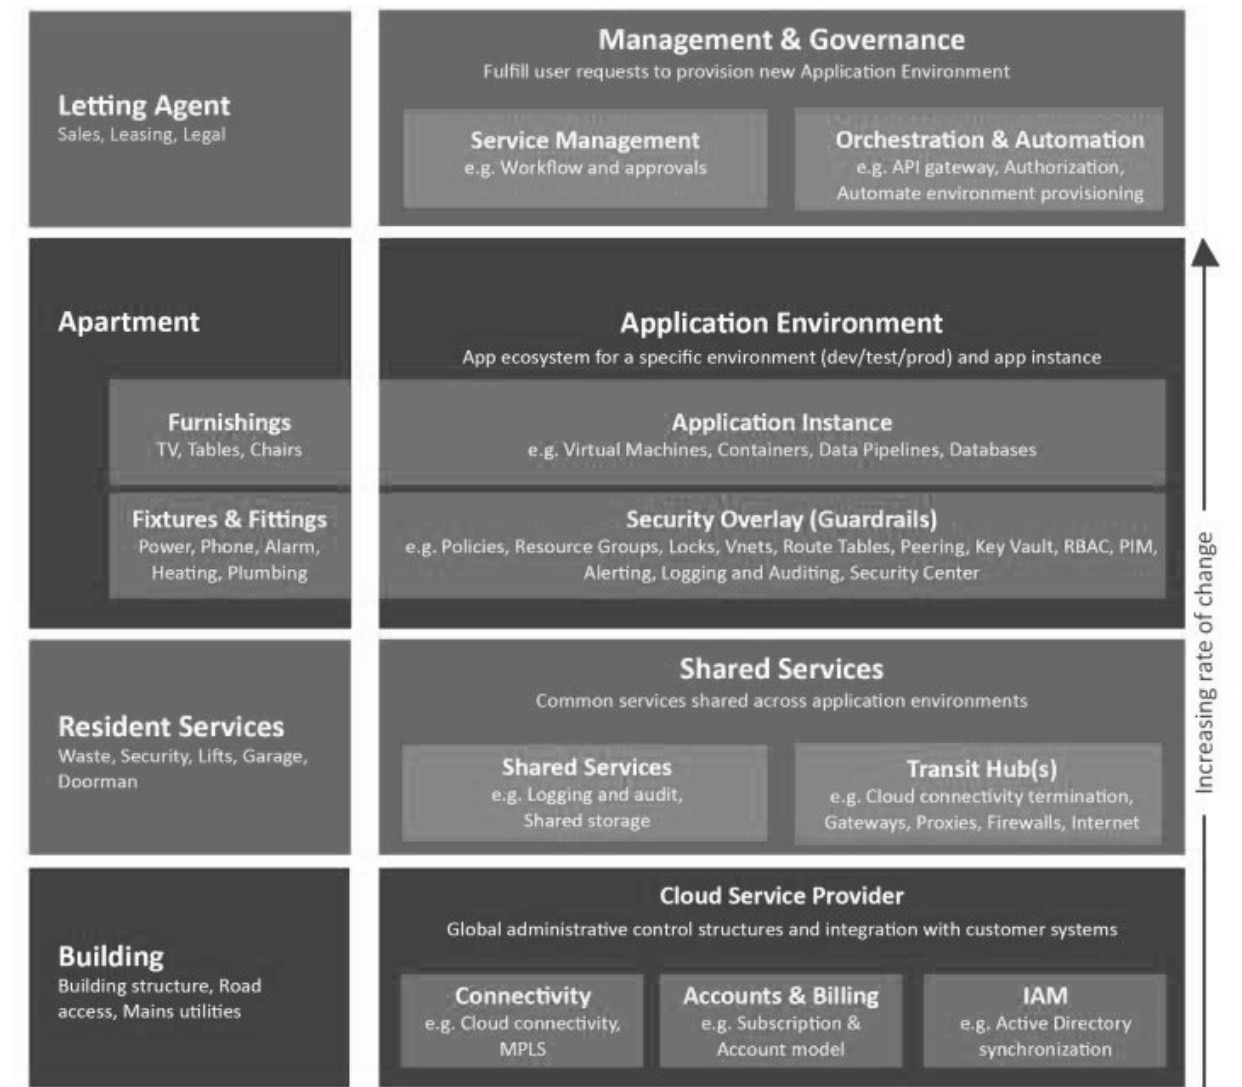 Management & Governance
Fulfill user requests to provision new Application Environment
Letting Agent
Sales, Leasing, Legal
Service Management
e.g. Workflow and approvals
Orchestration & Automation
e.g. API gateway, Authorization,
Automate environment provisioning
Apartment
Application Environment
App ecosystem for a specific environment (dev/test/prod) and app instance
Furnishings
TV, Tables, Chairs
Application Instance
e.g. Virtual Machines, Containers, Data Pipelines, Databases
Fixtures & Fittings
Power, Phone, Alarm,
Heating, Plumbing
Security Overlay (Guardrails)
e.g. Policies, Resource Groups, Locks, Vnets, Route Tables, Peering, Key Vault, RBAC, PIM,
Alerting, Logging and Auditing, Security Center
Increasing rate of change
Resident Services
Waste, Security, Lifts, Garage,
Doorman
Shared Services
Common services shared across application environments
Shared Services
e.g. Logging and audit,
Shared storage
Transit Hub(s)
e.g. Cloud connectivity termination,
Gateways, Proxies, Firewalls, Internet
Building
Building structure, Road
access, Mains utilities
Cloud Service Provider
Global administrative control structures and integration with customer systems
Connectivity
e.g. Cloud connectivity,
MPLS
Accounts & Billing
e.g. Subscription &
Account model
IAM
e.g. Active Directory
synchronization